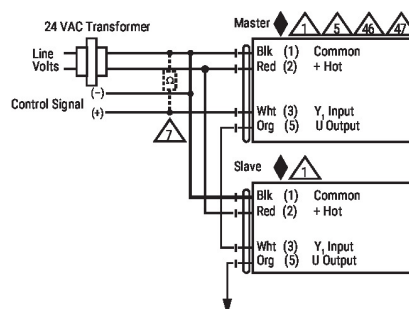 24 VAC Transformer
Master 1 5 46 47
Line Volts
Blk (1) Common
Red (2) + Hot
(–)
Control Signal
(+)
Wht (3) Y₁ Input
Org (5) U Output
7
Slave 1
Blk (1) Common
Red (2) + Hot
Wht (3) Y₁ Input
Org (5) U Output